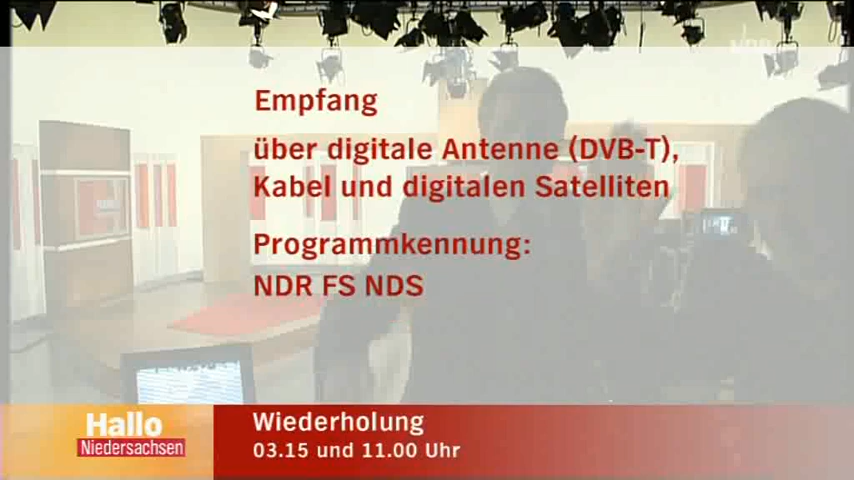 NDR
Empfang
über digitale Antenne (DVB-T),
Kabel und digitalen Satelliten
Programmkennung:
NDR FS NDS
Hallo
Niedersachsen
Wiederholung
03.15 und 11.00 Uhr